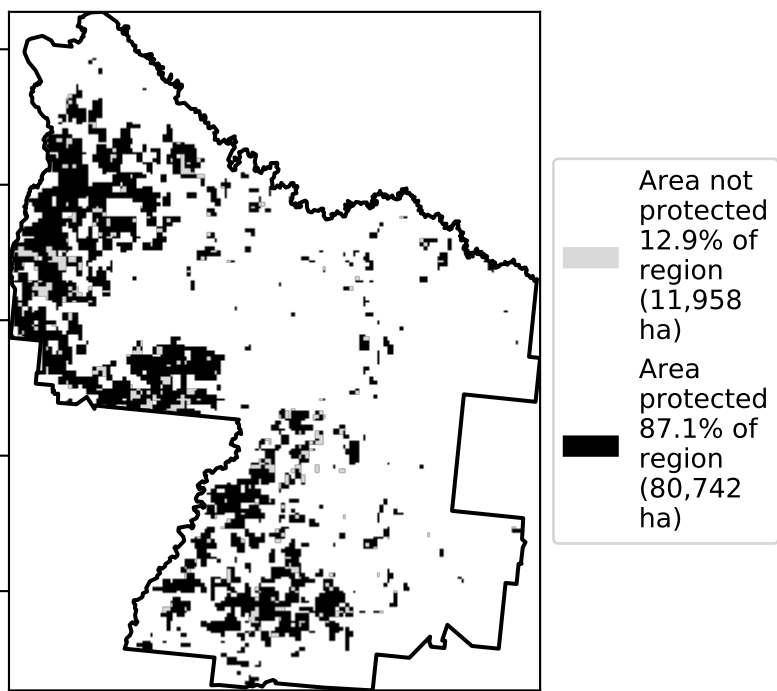 Area not
protected
12.9% of
region
(11,958
ha)
Area
protected
87.1% of
region
(80,742
ha)